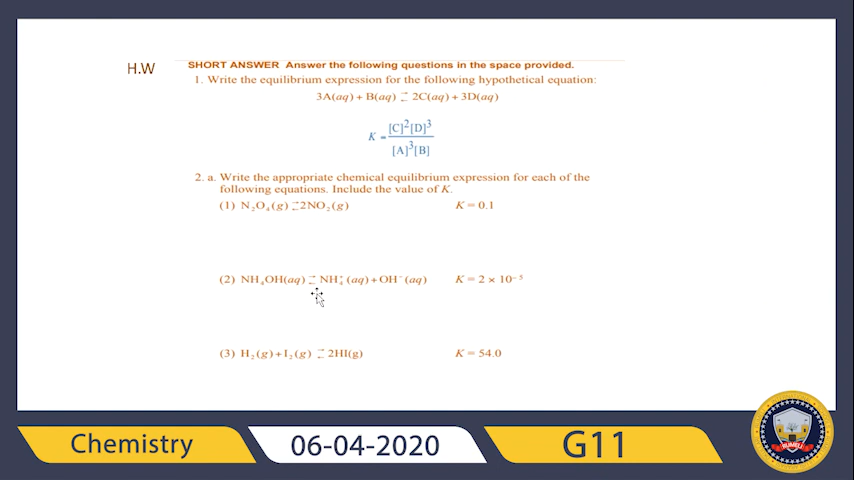 H.W
SHORT ANSWER Answer the following questions in the space provided.
1. Write the equilibrium expression for the following hypothetical equation:
3A(aq) + B(aq) ⇄ 2C(aq) + 3D(aq)
K = [C]²[D]³ / [A]³[B]
2. a. Write the appropriate chemical equilibrium expression for each of the
following equations. Include the value of K.
(1) N₂O₄(g) ⇄ 2NO₂(g) K = 0.1
(2) NH₄OH(aq) ⇄ NH₄⁺(aq) + OH⁻(aq) K = 2 × 10⁻⁵
(3) H₂(g) + I₂(g) ⇄ 2HI(g) K = 54.0
Chemistry
06-04-2020
G11